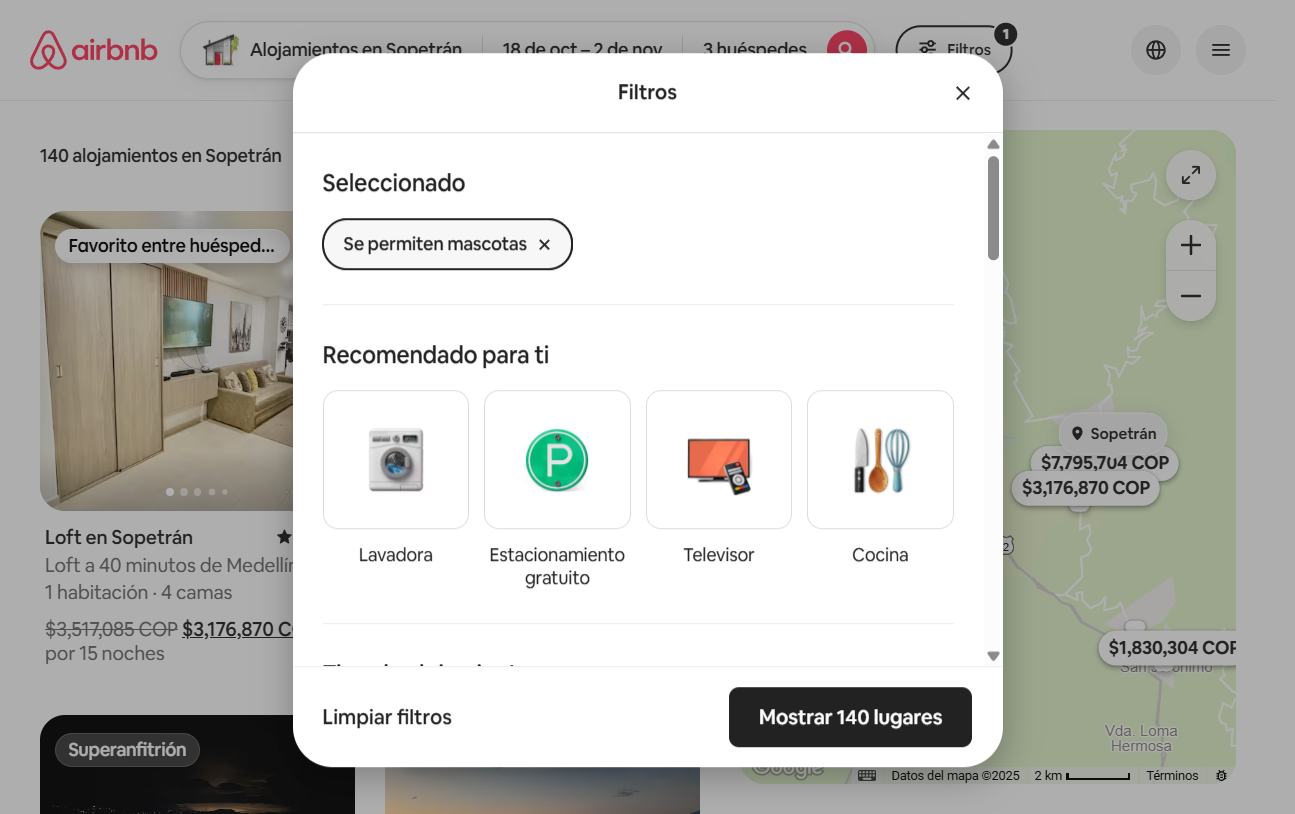 airbnb
Alojamientos en Sopetrán
18 de oct – 2 de nov
3 huéspedes
Filtros
1
Filtros
140 alojamientos en Sopetrán
Seleccionado
Se permiten mascotas
Favorito entre huésped...
Recomendado para ti
P
Lavadora
Estacionamiento
gratuito
Televisor
Cocina
Loft en Sopetrán
Loft a 40 minutos de Medellín
1 habitación · 4 camas
$3,517,085 COP $3,176,870 C
por 15 noches
Sopetrán
$7,795,704 COP
$3,176,870 COP
2
$1,830,304 COP
San Jerónimo
Vda. Loma
Hermosa
Limpiar filtros
Mostrar 140 lugares
Superanfitrión
Google
Datos del mapa ©2025
2 km
Términos